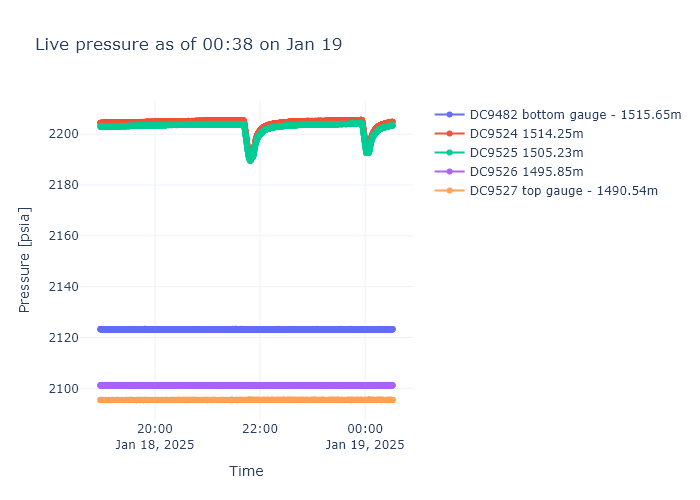 Live pressure as of 00:38 on Jan 19
DC9482 bottom gauge - 1515.65m
DC9524 1514.25m
DC9525 1505.23m
DC9526 1495.85m
DC9527 top gauge - 1490.54m
Pressure [psia]
2200
2180
2160
2140
2120
2100
20:00
Jan 18, 2025
22:00
00:00
Jan 19, 2025
Time